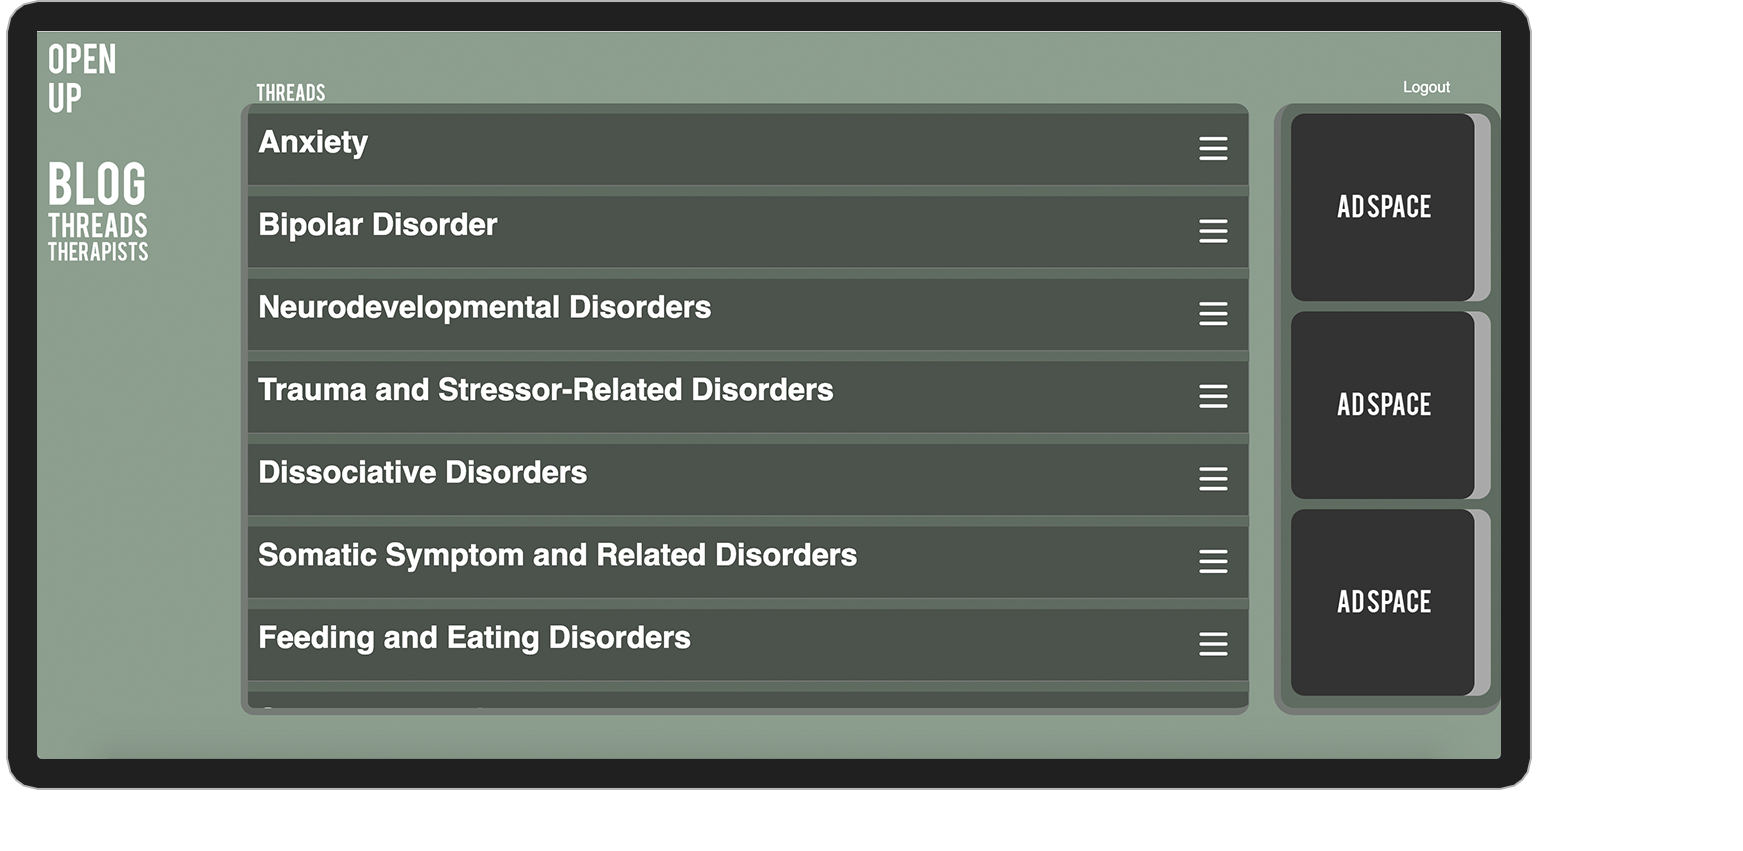 OPEN
UP
BLOG
THREADS
THERAPISTS
THREADS
Logout
Anxiety
Bipolar Disorder
Neurodevelopmental Disorders
Trauma and Stressor-Related Disorders
Dissociative Disorders
Somatic Symptom and Related Disorders
Feeding and Eating Disorders
AD SPACE
AD SPACE
AD SPACE